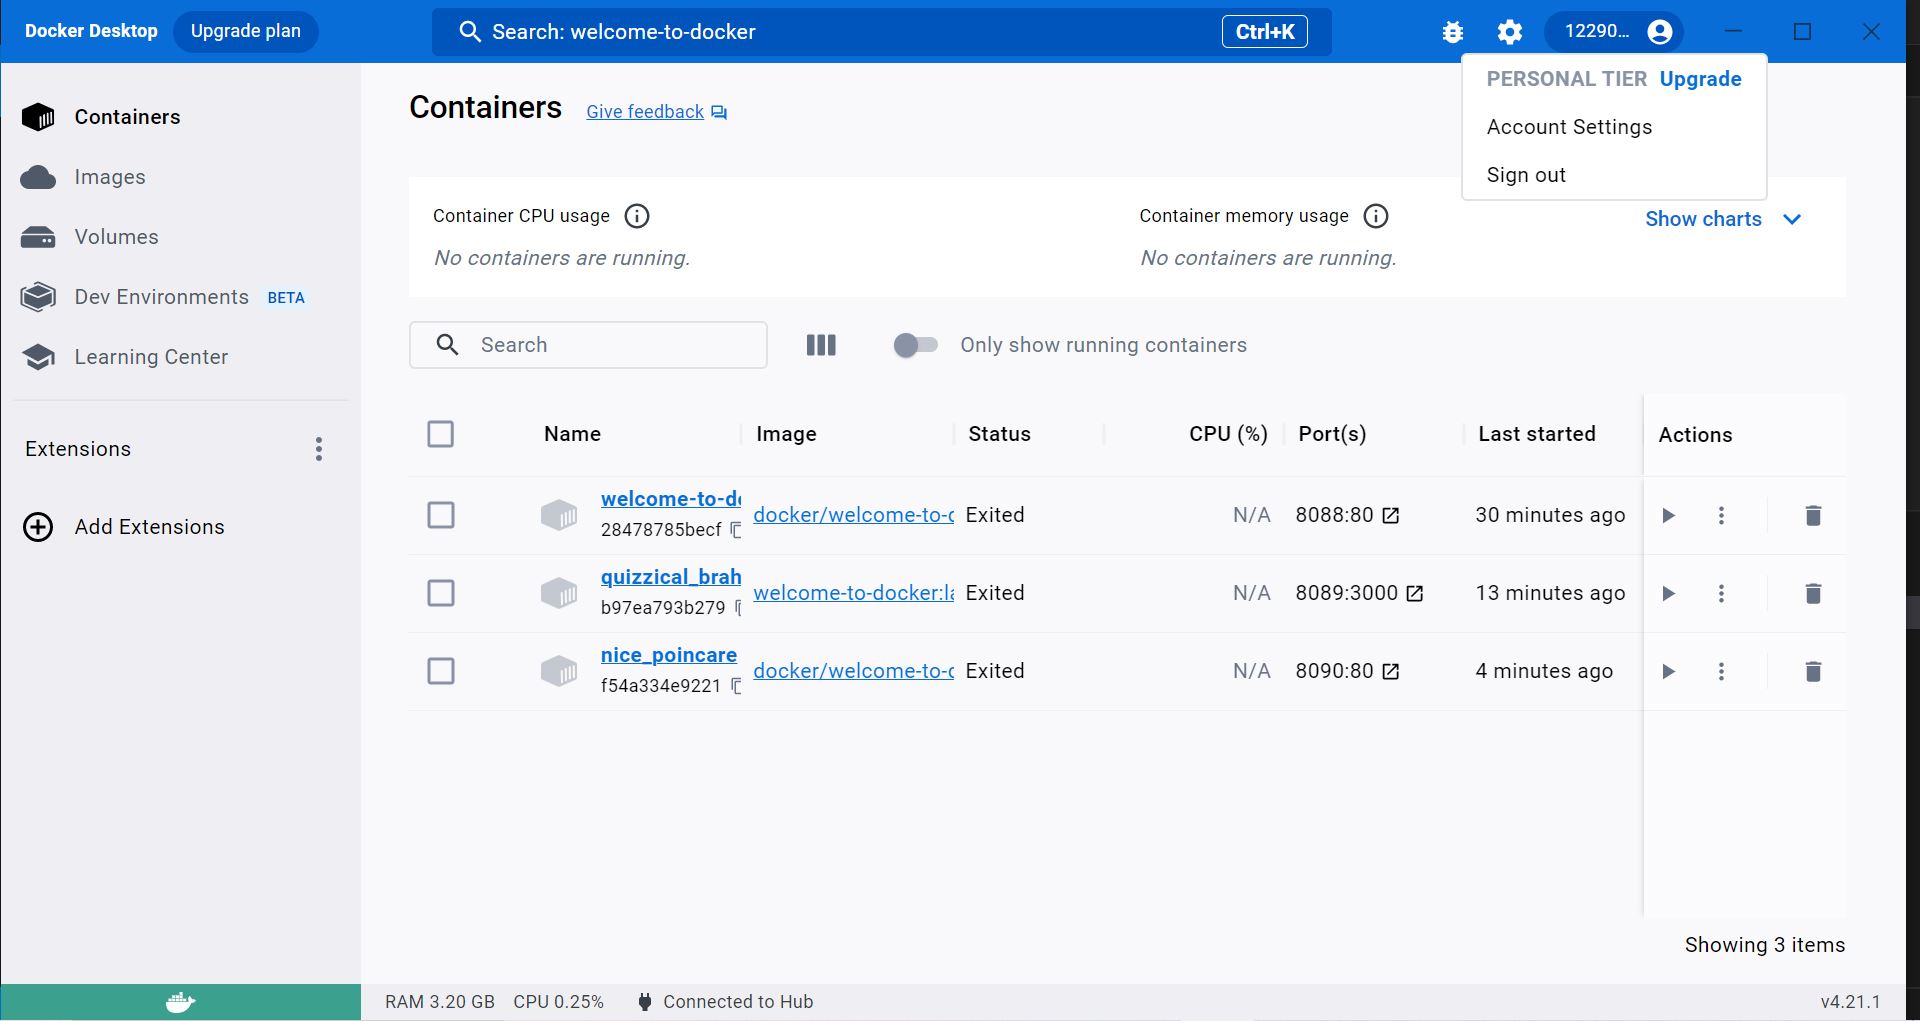 Docker Desktop Upgrade plan Search: welcome-to-docker Ctrl+K 12290...
PERSONAL TIER Upgrade
Account Settings
Sign out
Containers
Images
Volumes
Dev Environments BETA
Learning Center
Extensions
Add Extensions
Containers Give feedback
Container CPU usage Container memory usage Show charts
No containers are running. No containers are running.
Search Only show running containers
Name Image Status CPU (%) Port(s) Last started Actions
welcome-to-de docker/welcome-to-c Exited N/A 8088:80 30 minutes ago
28478785becf
quizzical_brah welcome-to-docker:la Exited N/A 8089:3000 13 minutes ago
b97ea793b279
nice_poincare docker/welcome-to-c Exited N/A 8090:80 4 minutes ago
f54a334e9221
Showing 3 items
RAM 3.20 GB CPU 0.25% Connected to Hub v4.21.1